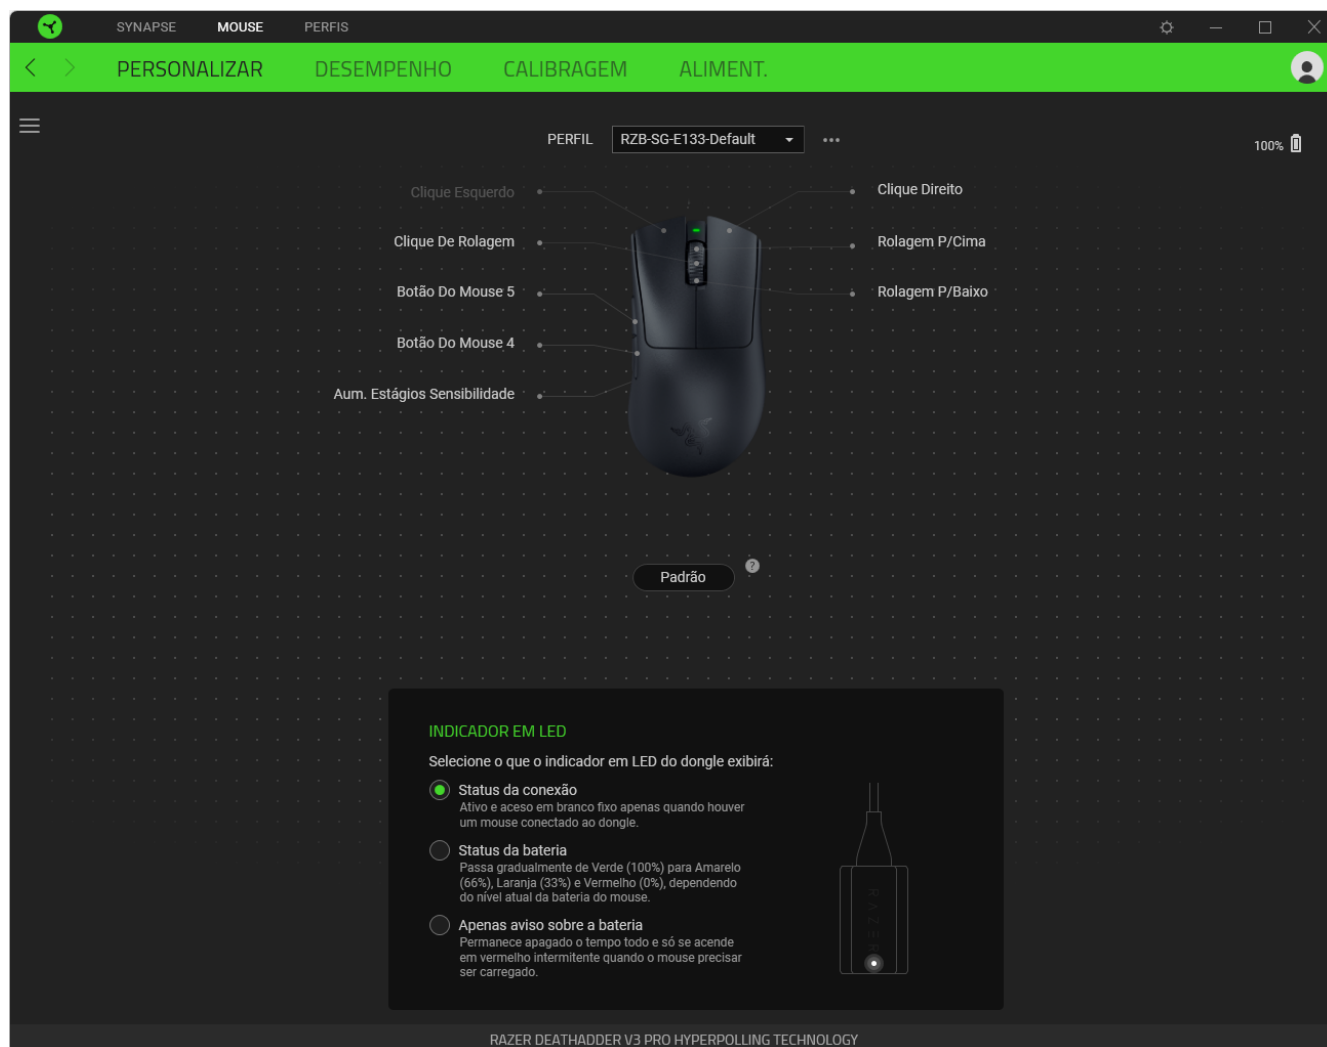 SYNAPSE MOUSE PERFIS
PERSONALIZAR DESEMPENHO CALIBRAGEM ALIMENT.
PERFIL RZB-SG-E133-Default
100%
Clique Esquerdo
Clique Direito
Clique De Rolagem
Rolagem P/Cima
Botão Do Mouse 5
Rolagem P/Baixo
Botão Do Mouse 4
Aum. Estágios Sensibilidade
Padrão
?
INDICADOR EM LED
Selecione o que o indicador em LED do dongle exibirá:
Status da conexão
Ativo e aceso em branco fixo apenas quando houver
um mouse conectado ao dongle.
Status da bateria
Passa gradualmente de Verde (100%) para Amarelo
(66%), Laranja (33%) e Vermelho (0%), dependendo
do nível atual da bateria do mouse.
Apenas aviso sobre a bateria
Permanece apagado o tempo todo e só se acende
em vermelho intermitente quando o mouse precisar
ser carregado.
RAZER
RAZER DEATHADDER V3 PRO HYPERPOLLING TECHNOLOGY